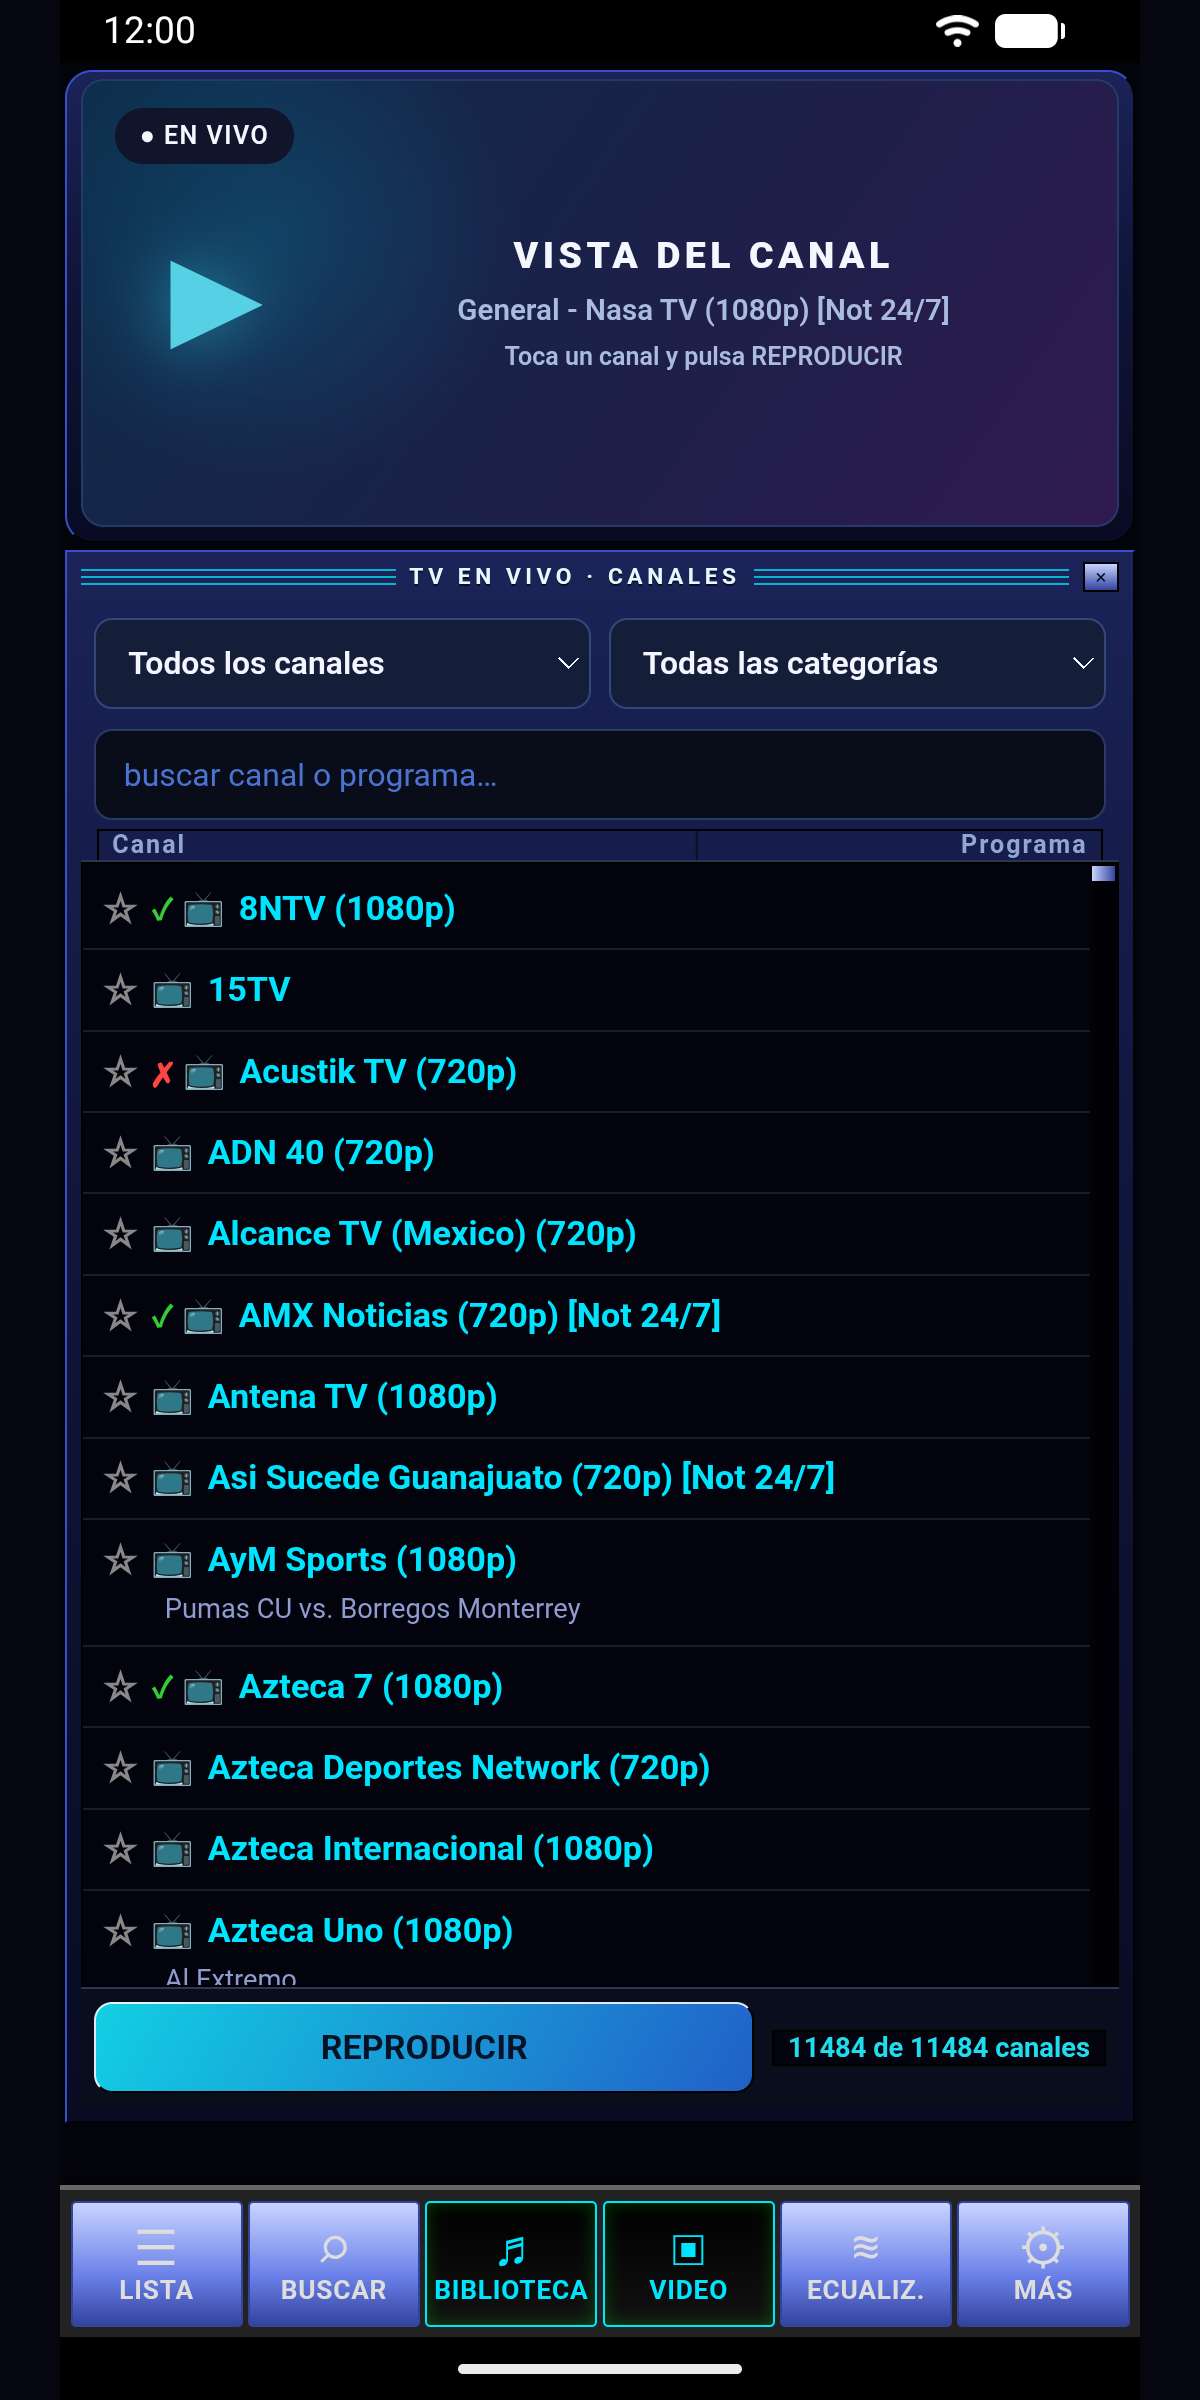 12:00
● EN VIVO
VISTA DEL CANAL
General - Nasa TV (1080p) [Not 24/7]
Toca un canal y pulsa REPRODUCIR
TV EN VIVO · CANALES
×
Todos los canales
Todas las categorías
buscar canal o programa…
Canal Programa
☆ ✓ 📺 8NTV (1080p)
☆ 📺 15TV
☆ ✗ 📺 Acustik TV (720p)
☆ 📺 ADN 40 (720p)
☆ 📺 Alcance TV (Mexico) (720p)
☆ ✓ 📺 AMX Noticias (720p) [Not 24/7]
☆ 📺 Antena TV (1080p)
☆ 📺 Asi Sucede Guanajuato (720p) [Not 24/7]
☆ 📺 AyM Sports (1080p)
Pumas CU vs. Borregos Monterrey
☆ ✓ 📺 Azteca 7 (1080p)
☆ 📺 Azteca Deportes Network (720p)
☆ 📺 Azteca Internacional (1080p)
☆ 📺 Azteca Uno (1080p)
Al Extremo
REPRODUCIR
11484 de 11484 canales
LISTA
BUSCAR
BIBLIOTECA
VIDEO
ECUALIZ.
MÁS